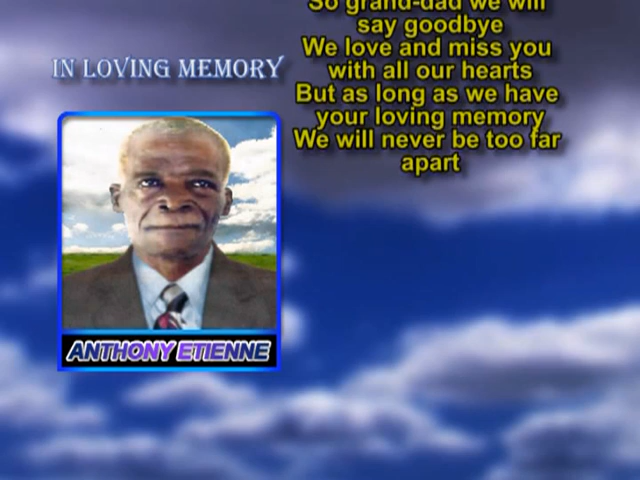 So grand-dad we will
say goodbye
We love and miss you
with all our hearts
But as long as we have
your loving memory
We will never be too far
apart
IN LOVING MEMORY
ANTHONY ETIENNE